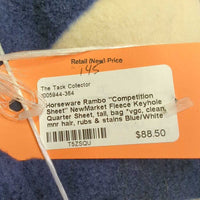 Retail (New) Price
145
The Tack Collector
1005944-364
Horseware Rambo "Competition
Sheet" NewMarket Fleece Keyhole
Quarter Sheet, tall, bag *vgc, clean,
mnr hair, rubs & stains Blue/White
$88.50
T5ZSQU